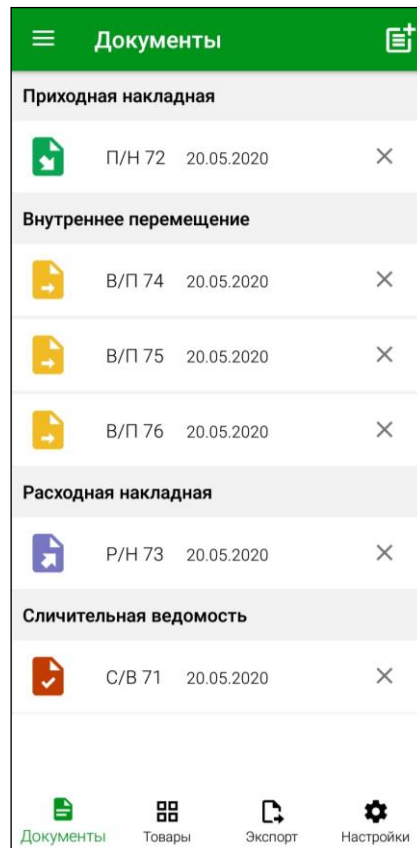 Документы
Приходная накладная
П/Н 72 20.05.2020
Внутреннее перемещение
В/П 74 20.05.2020
В/П 75 20.05.2020
В/П 76 20.05.2020
Расходная накладная
Р/Н 73 20.05.2020
Сличительная ведомость
С/В 71 20.05.2020
Документы Товары Экспорт Настройки